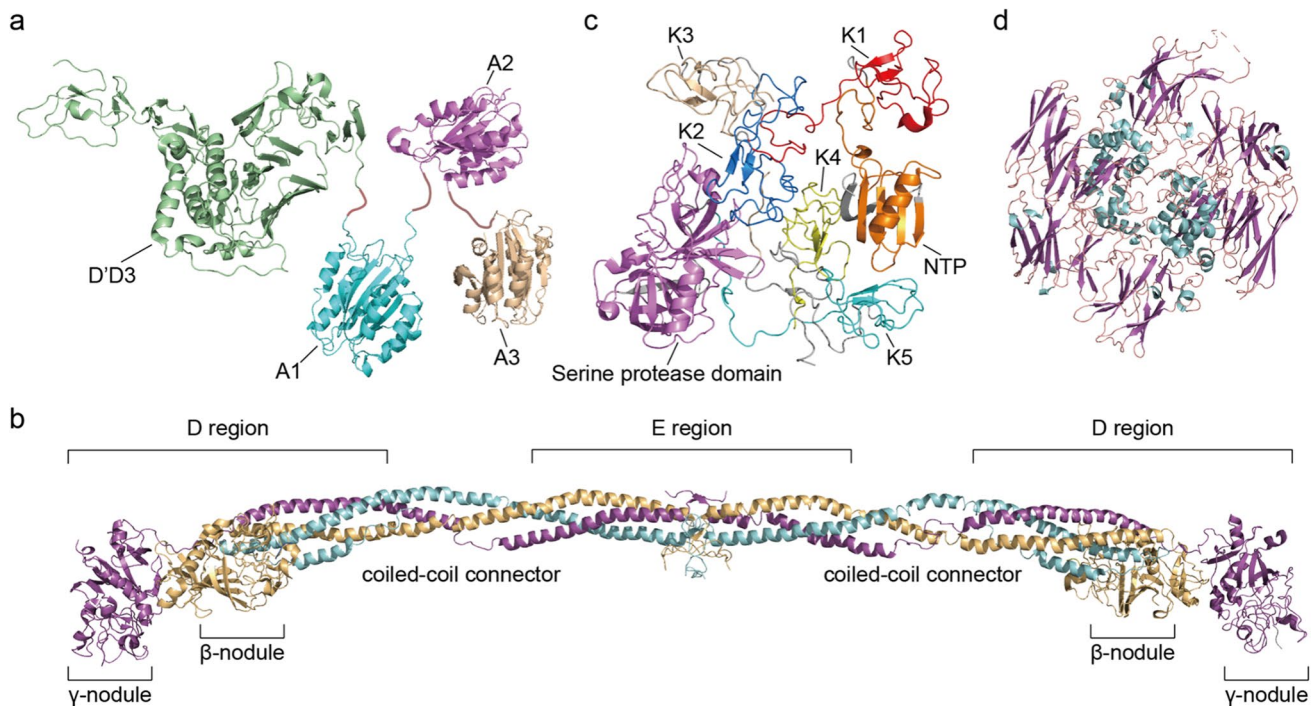 a
D'D3
A1
A2
A3
c
K3
K1
K2
K4
NTP
K5
Serine protease domain
d
b
D region
E region
D region
coiled-coil connector
coiled-coil connector
β-nodule
β-nodule
γ-nodule
γ-nodule